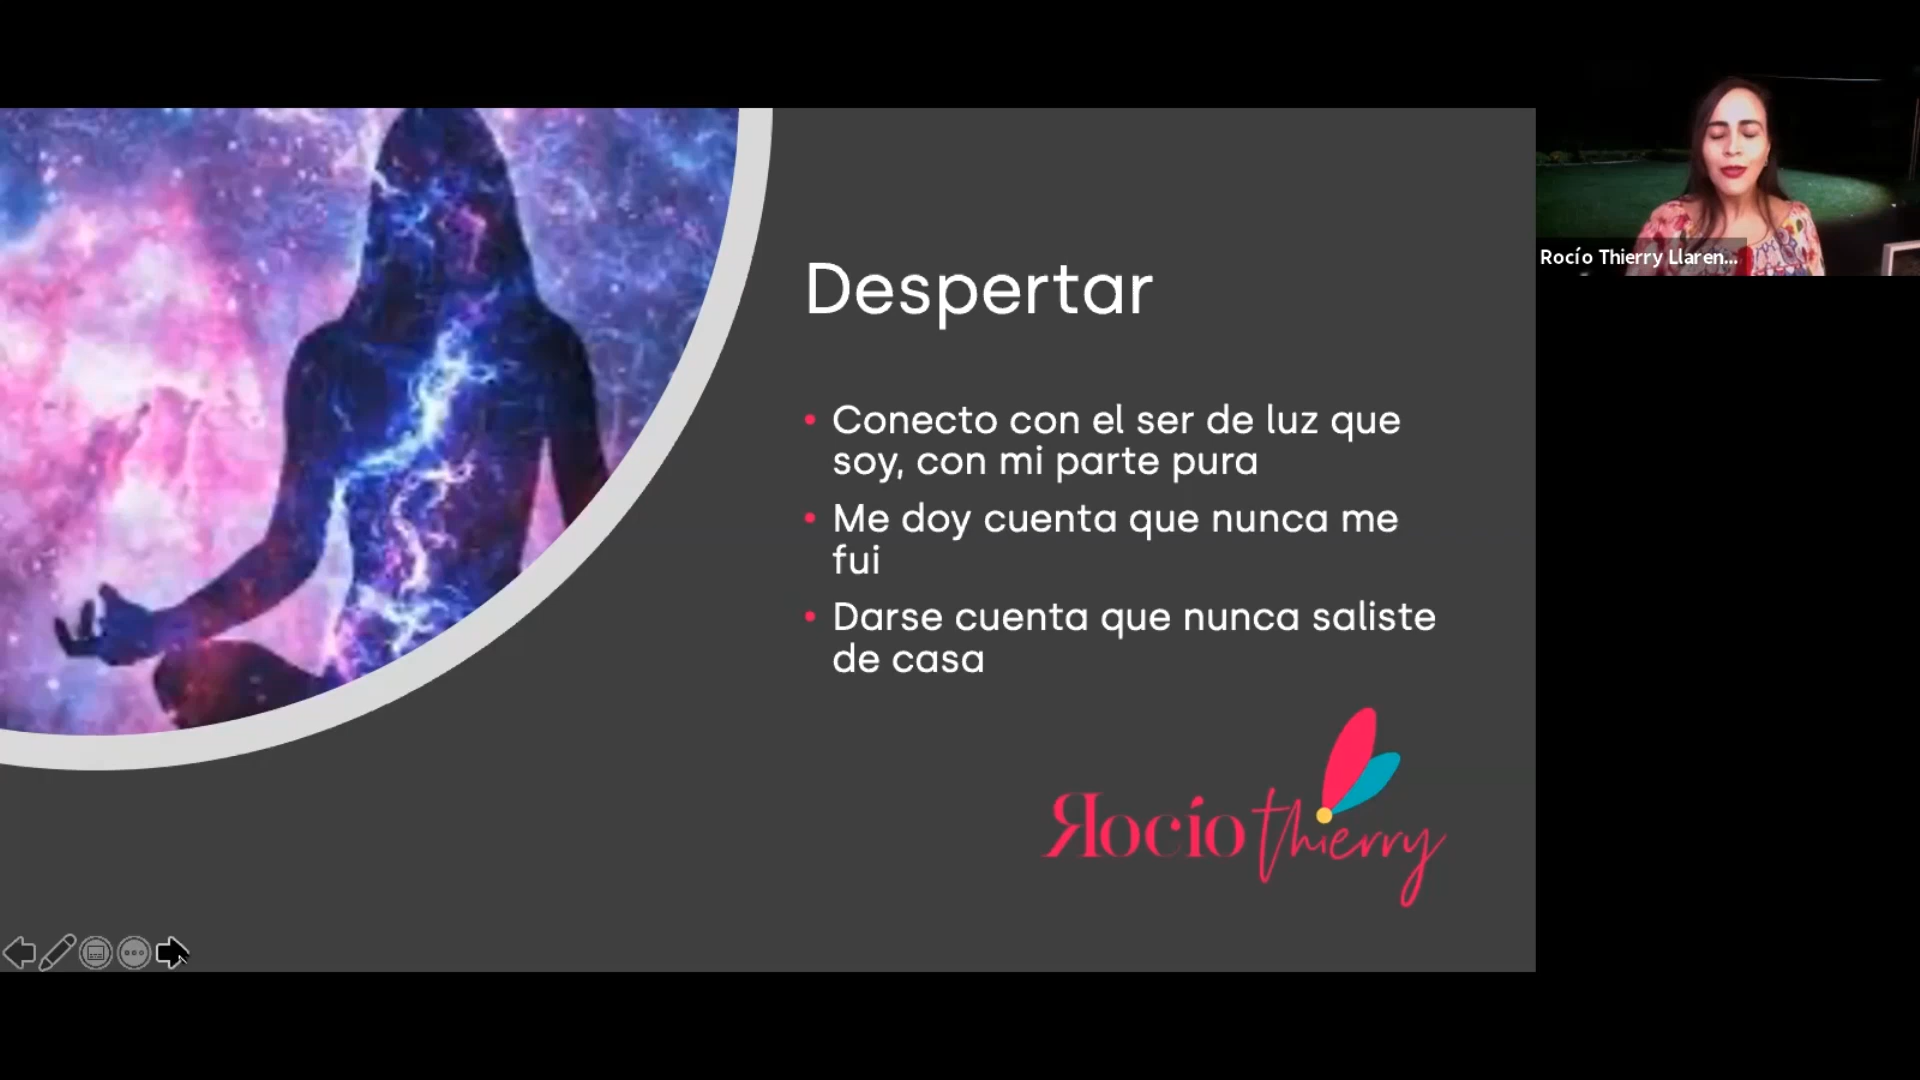 Despertar
• Conecto con el ser de luz que
soy, con mi parte pura
• Me doy cuenta que nunca me
fui
• Darse cuenta que nunca saliste
de casa
Rocío thierry
Rocío Thierry Llaren...